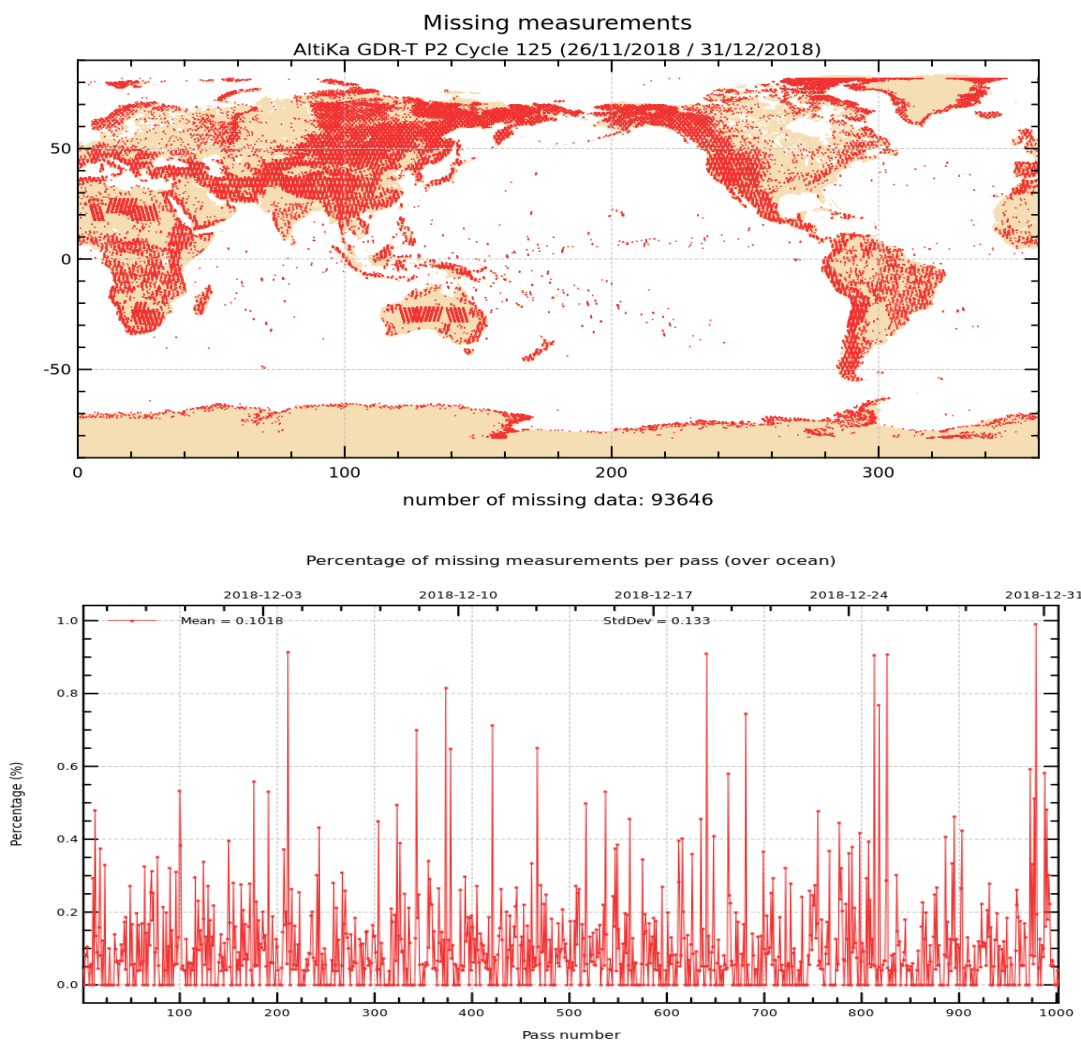 Missing measurements
AltiKa GDR-T P2 Cycle 125 (26/11/2018 / 31/12/2018)
50
0
-50
0 100 200 300
number of missing data: 93646
Percentage of missing measurements per pass (over ocean)
2018-12-03 2018-12-10 2018-12-17 2018-12-24 2018-12-31
Mean = 0.1018 StdDev = 0.133
1.0
0.8
0.6
0.4
0.2
0.0
Percentage (%)
100 200 300 400 500 600 700 800 900 1000
Pass number